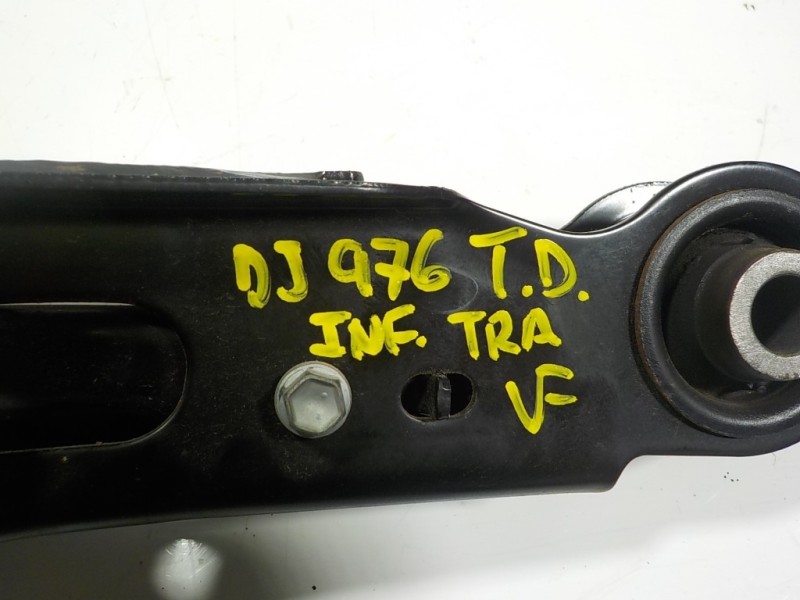 DJ 976 T.D.
INF. TRA
VF